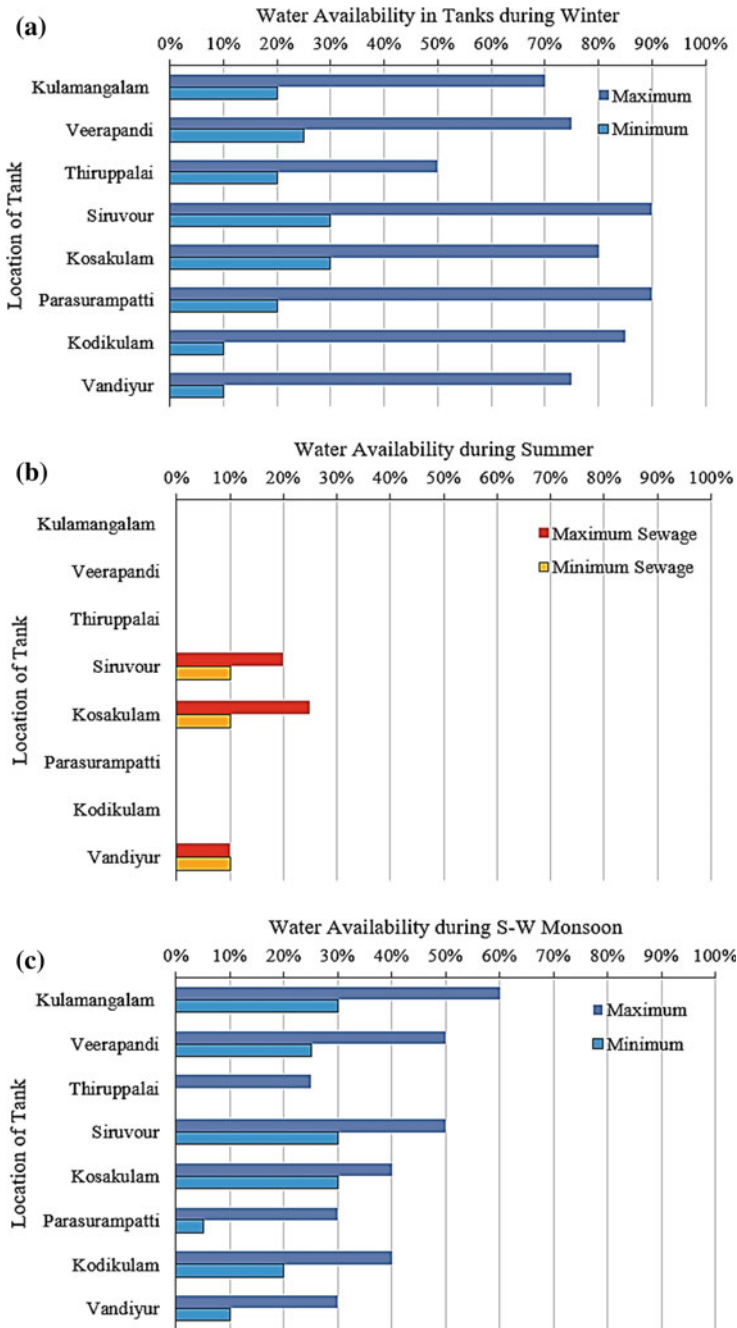 (a)
Water Availability in Tanks during Winter
0% 10% 20% 30% 40% 50% 60% 70% 80% 90% 100%
Location of Tank
Kulamangalam
Veerapandi
Thiruppalai
Siruvour
Kosakulam
Parasurampatti
Kodikulam
Vandiyur
Maximum
Minimum
(b)
Water Availability during Summer
0% 10% 20% 30% 40% 50% 60% 70% 80% 90% 100%
Location of Tank
Kulamangalam
Veerapandi
Thiruppalai
Siruvour
Kosakulam
Parasurampatti
Kodikulam
Vandiyur
Maximum Sewage
Minimum Sewage
(c)
Water Availability during S-W Monsoon
0% 10% 20% 30% 40% 50% 60% 70% 80% 90% 100%
Location of Tank
Kulamangalam
Veerapandi
Thiruppalai
Siruvour
Kosakulam
Parasurampatti
Kodikulam
Vandiyur
Maximum
Minimum